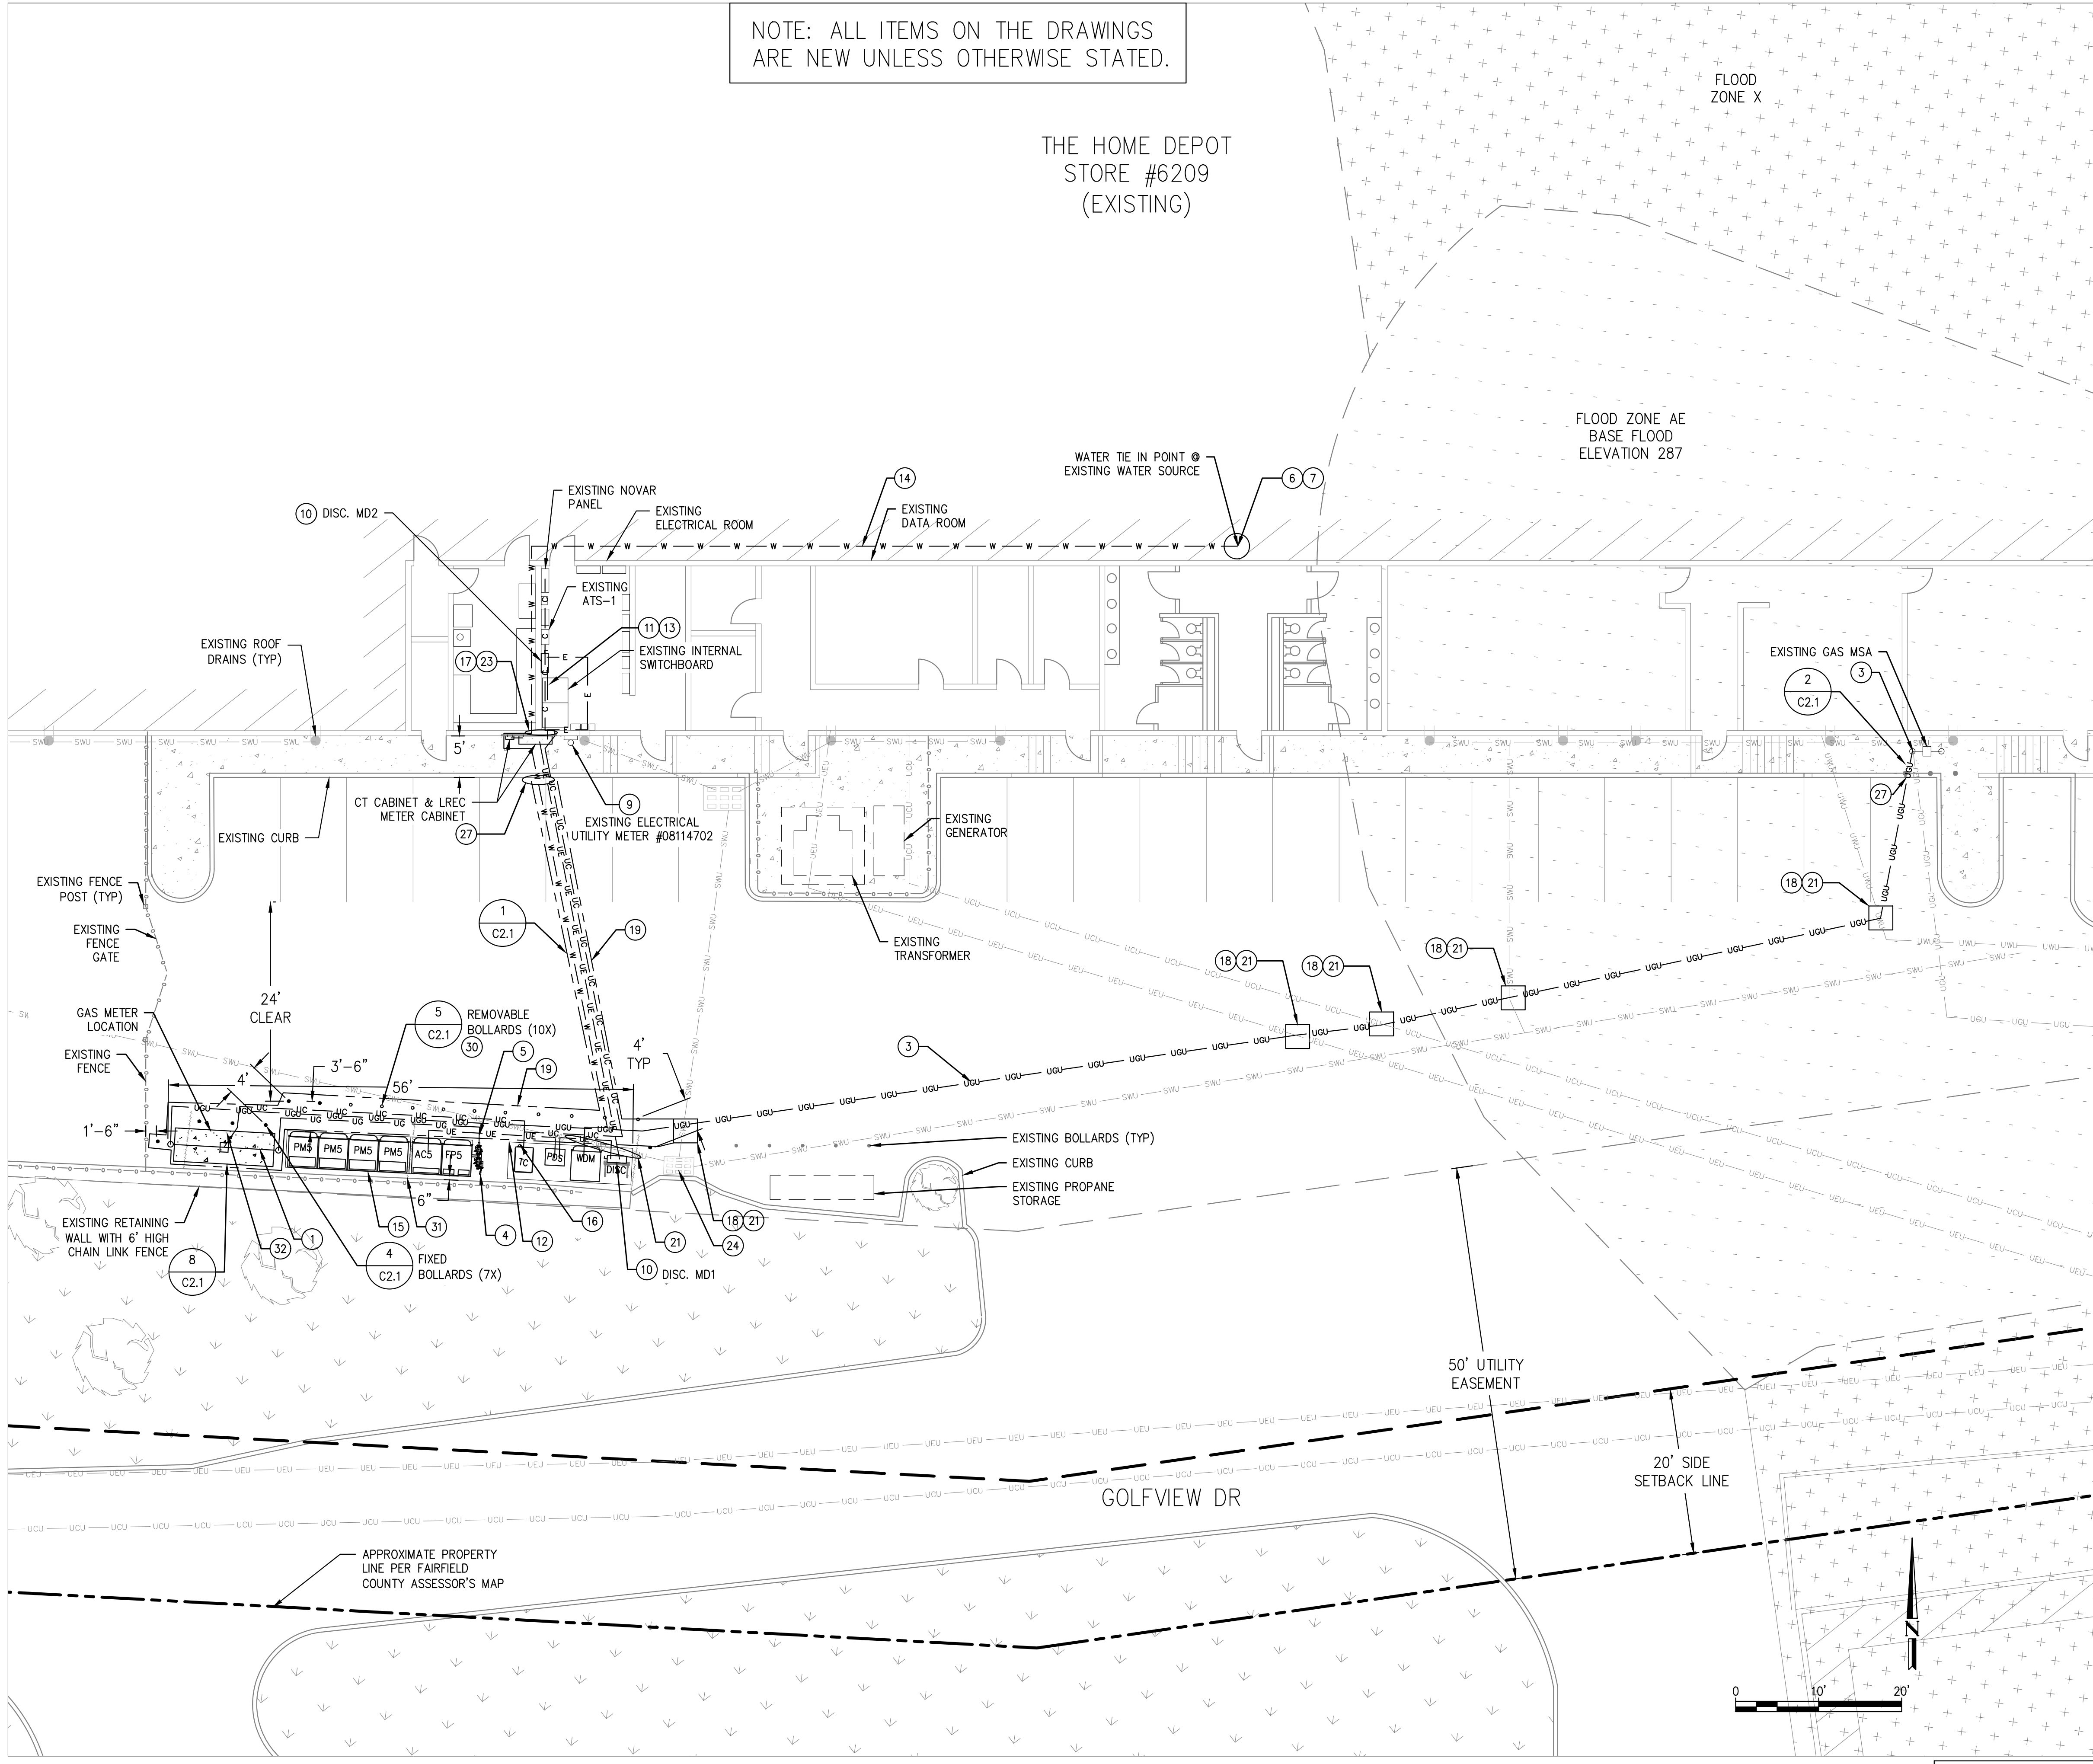 NOTE: ALL ITEMS ON THE DRAWINGS
ARE NEW UNLESS OTHERWISE STATED.
THE HOME DEPOT
STORE #6209
(EXISTING)
FLOOD
ZONE X
FLOOD ZONE AE
BASE FLOOD
ELEVATION 287
WATER TIE IN POINT @
EXISTING WATER SOURCE
6 7
14
EXISTING NOVAR
PANEL
10 DISC. MD2
EXISTING
ELECTRICAL ROOM
EXISTING
DATA ROOM
W W W W W W W W W W W W W W W W W W W
EXISTING
ATS-1
11 13
EXISTING INTERNAL
SWITCHBOARD
17 23
EXISTING ROOF
DRAINS (TYP)
EXISTING GAS MSA
3
2
C2.1
5'
CT CABINET & LREC
METER CABINET
27
9
EXISTING ELECTRICAL
UTILITY METER #08114702
EXISTING CURB
EXISTING
GENERATOR
27
EXISTING FENCE
POST (TYP)
EXISTING
FENCE
GATE
1
C2.1
19
EXISTING
TRANSFORMER
18 21
18 21
18 21
18 21
24'
CLEAR
GAS METER
LOCATION
EXISTING
FENCE
5
C2.1
REMOVABLE
BOLLARDS (10X)
30
5
19
4'
TYP
3
3'-6"
4'
56'
1'-6"
PM5 PM5 PM5 PM5 AC5 FP5 TC PDS WDM DISC
6"
EXISTING BOLLARDS (TYP)
EXISTING CURB
EXISTING PROPANE
STORAGE
EXISTING RETAINING
WALL WITH 6' HIGH
CHAIN LINK FENCE
8
C2.1
32
1
15
31
4
12
16
21
18 21
24
4
C2.1
FIXED
BOLLARDS (7X)
10 DISC. MD1
50' UTILITY
EASEMENT
20' SIDE
SETBACK LINE
GOLFVIEW DR
APPROXIMATE PROPERTY
LINE PER FAIRFIELD
COUNTY ASSESSOR'S MAP
N
0 10' 20'